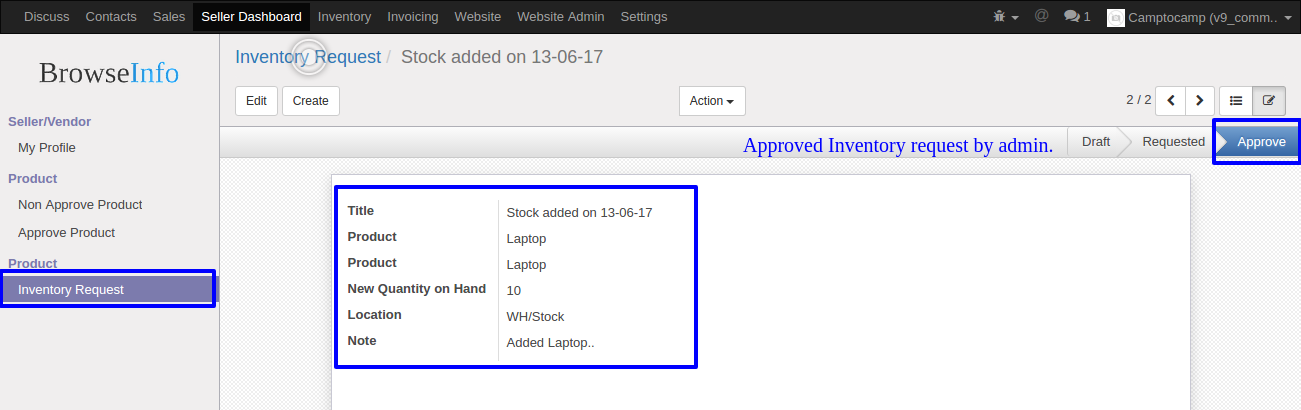 Discuss Contacts Sales Seller Dashboard Inventory Invoicing Website Website Admin Settings @ 1 Camptocamp (v9_comm..
BrowseInfo
Seller/Vendor
My Profile
Product
Non Approve Product
Approve Product
Product
Inventory Request
Inventory Request / Stock added on 13-06-17
Edit Create Action 2 / 2
Approved Inventory request by admin. Draft Requested Approve
Title Stock added on 13-06-17
Product Laptop
Product Laptop
New Quantity on Hand 10
Location WH/Stock
Note Added Laptop..